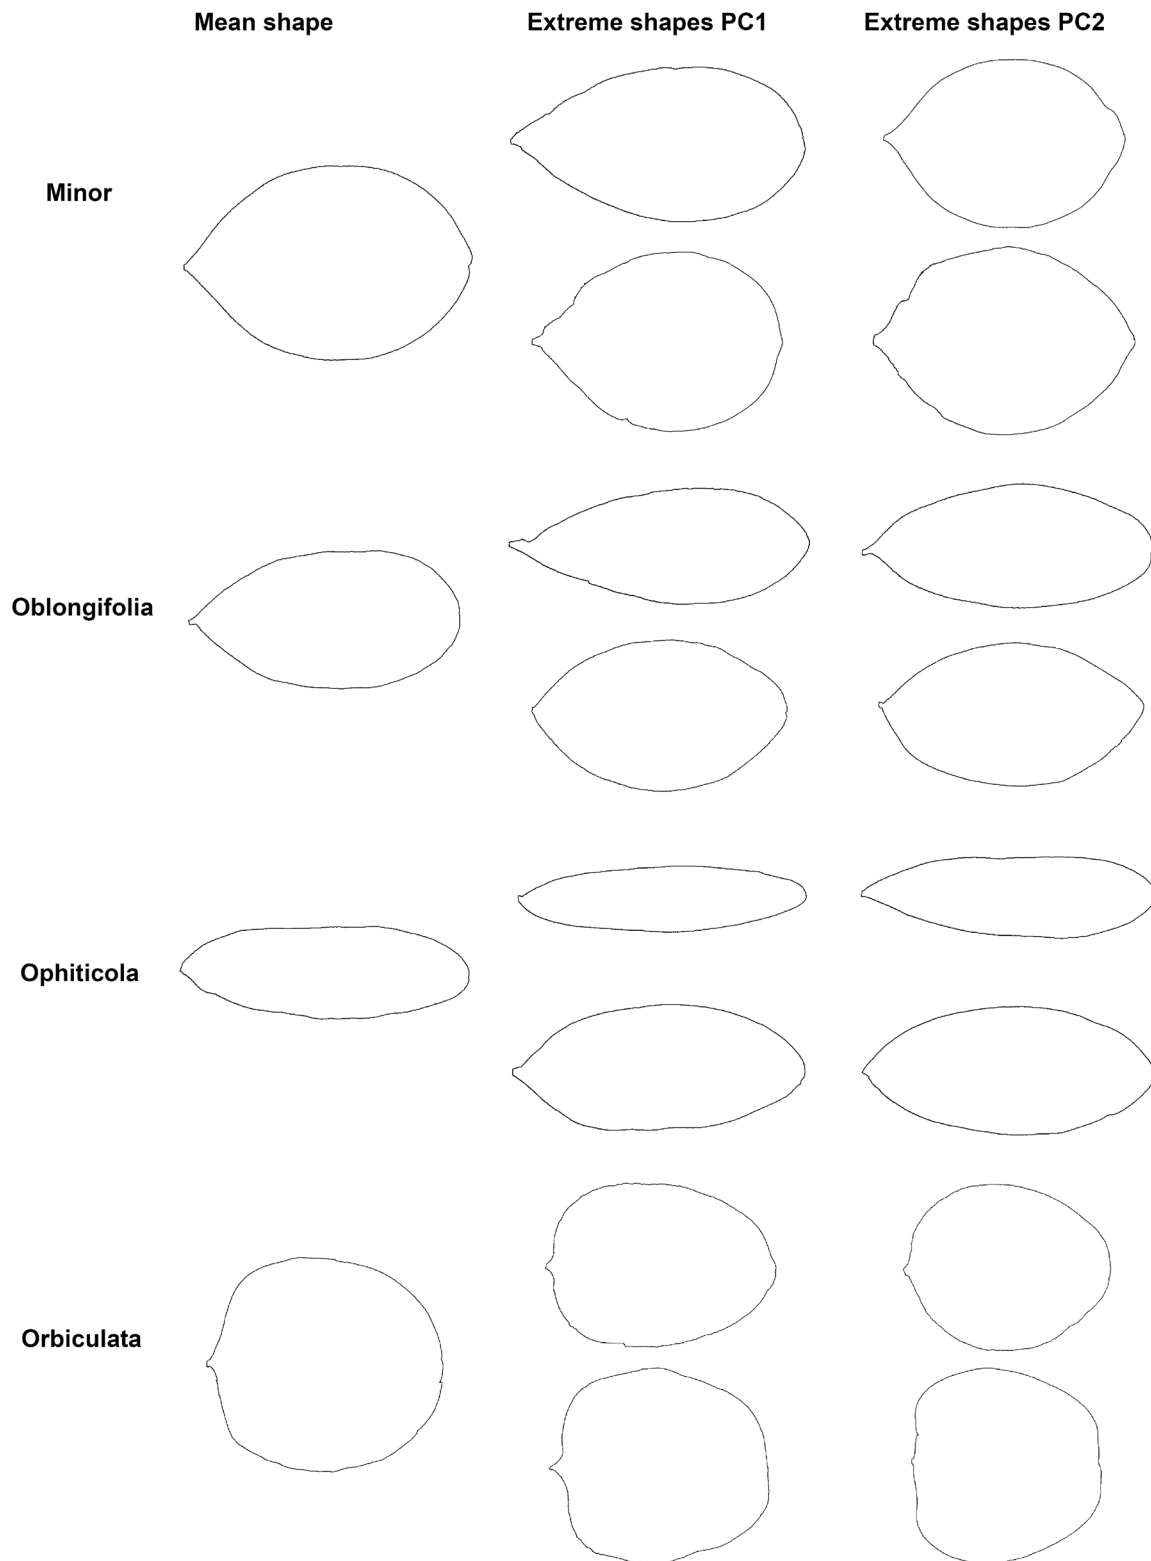 Mean shape
Extreme shapes PC1
Extreme shapes PC2
Minor
Oblongifolia
Ophiticola
Orbiculata